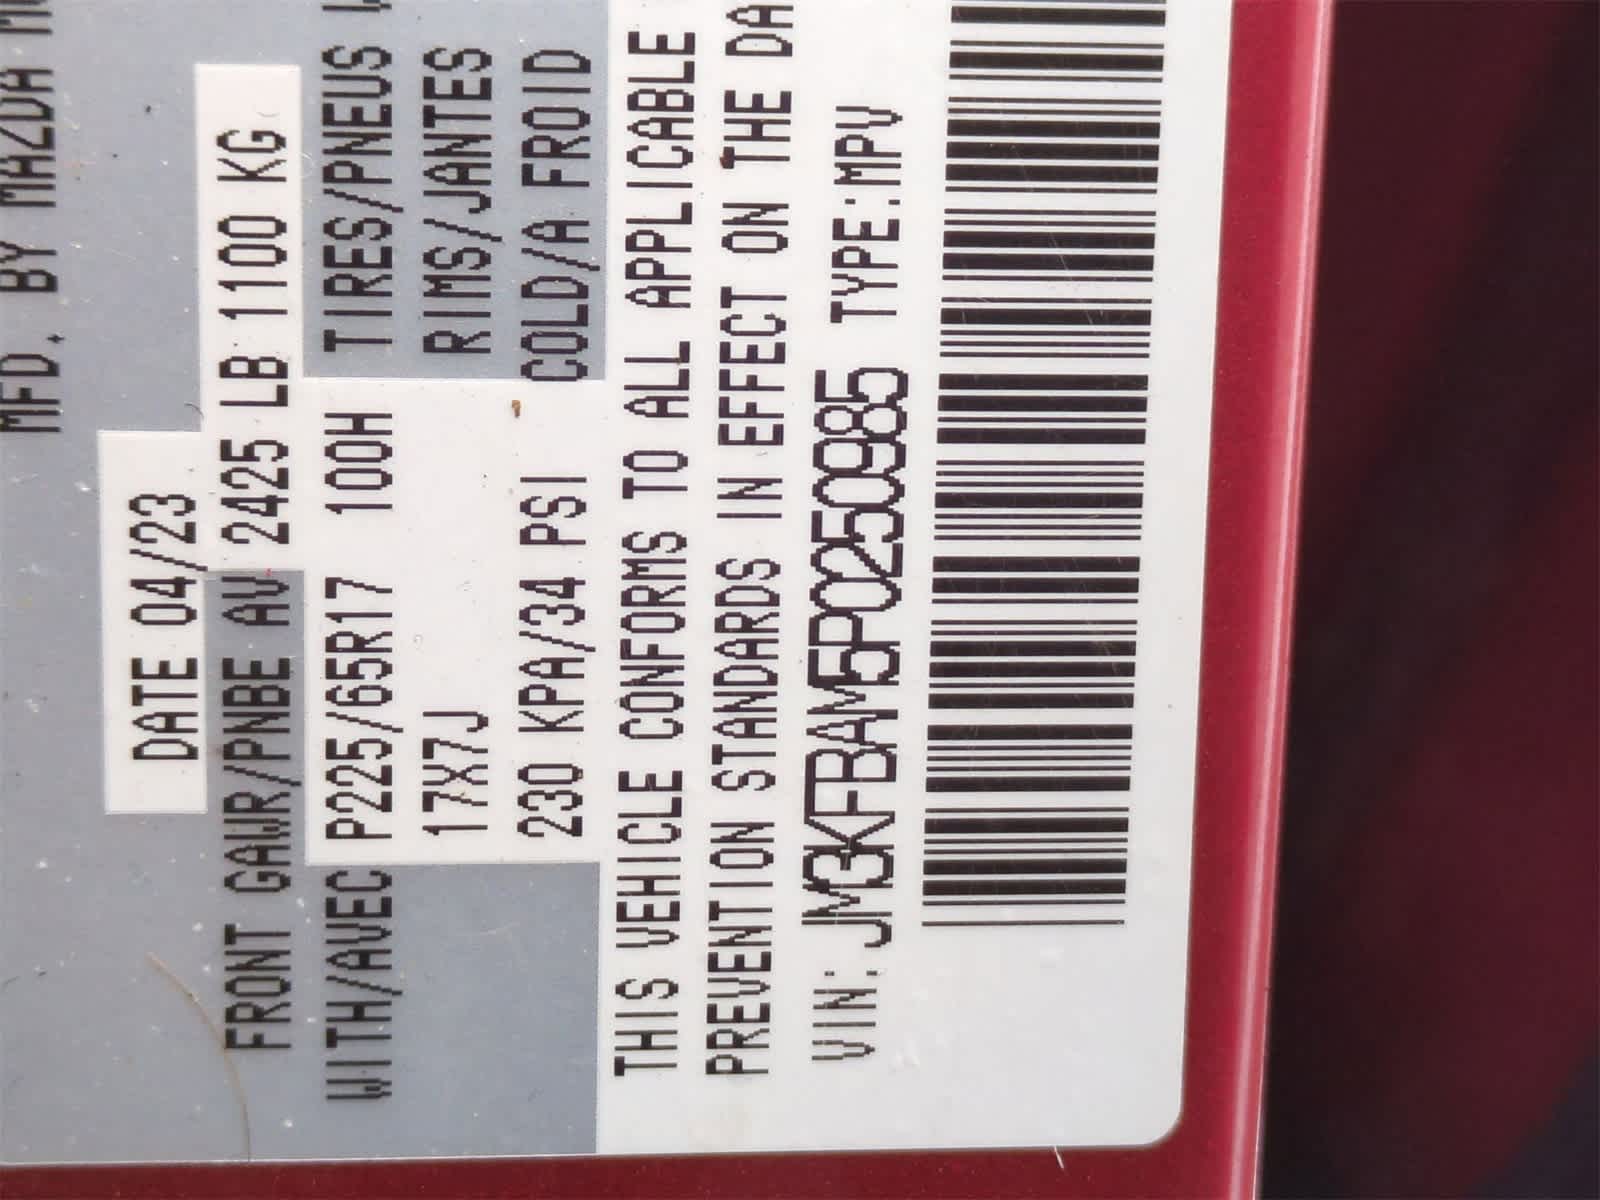 MFD. BY MAZDA
DATE 04/23
FRONT GAWR/PNBE AV 2425 LB 1100 KG
WITH/AVEC P225/65R17 100H TIRES/PNEUS
17X7J RIMS/JANTES
230 KPA/34 PSI COLD/A FROID
THIS VEHICLE CONFORMS TO ALL APPLICABLE
PREVENTION STANDARDS IN EFFECT ON THE DA
VIN: JM3KFBAM5P0250985 TYPE:MPV